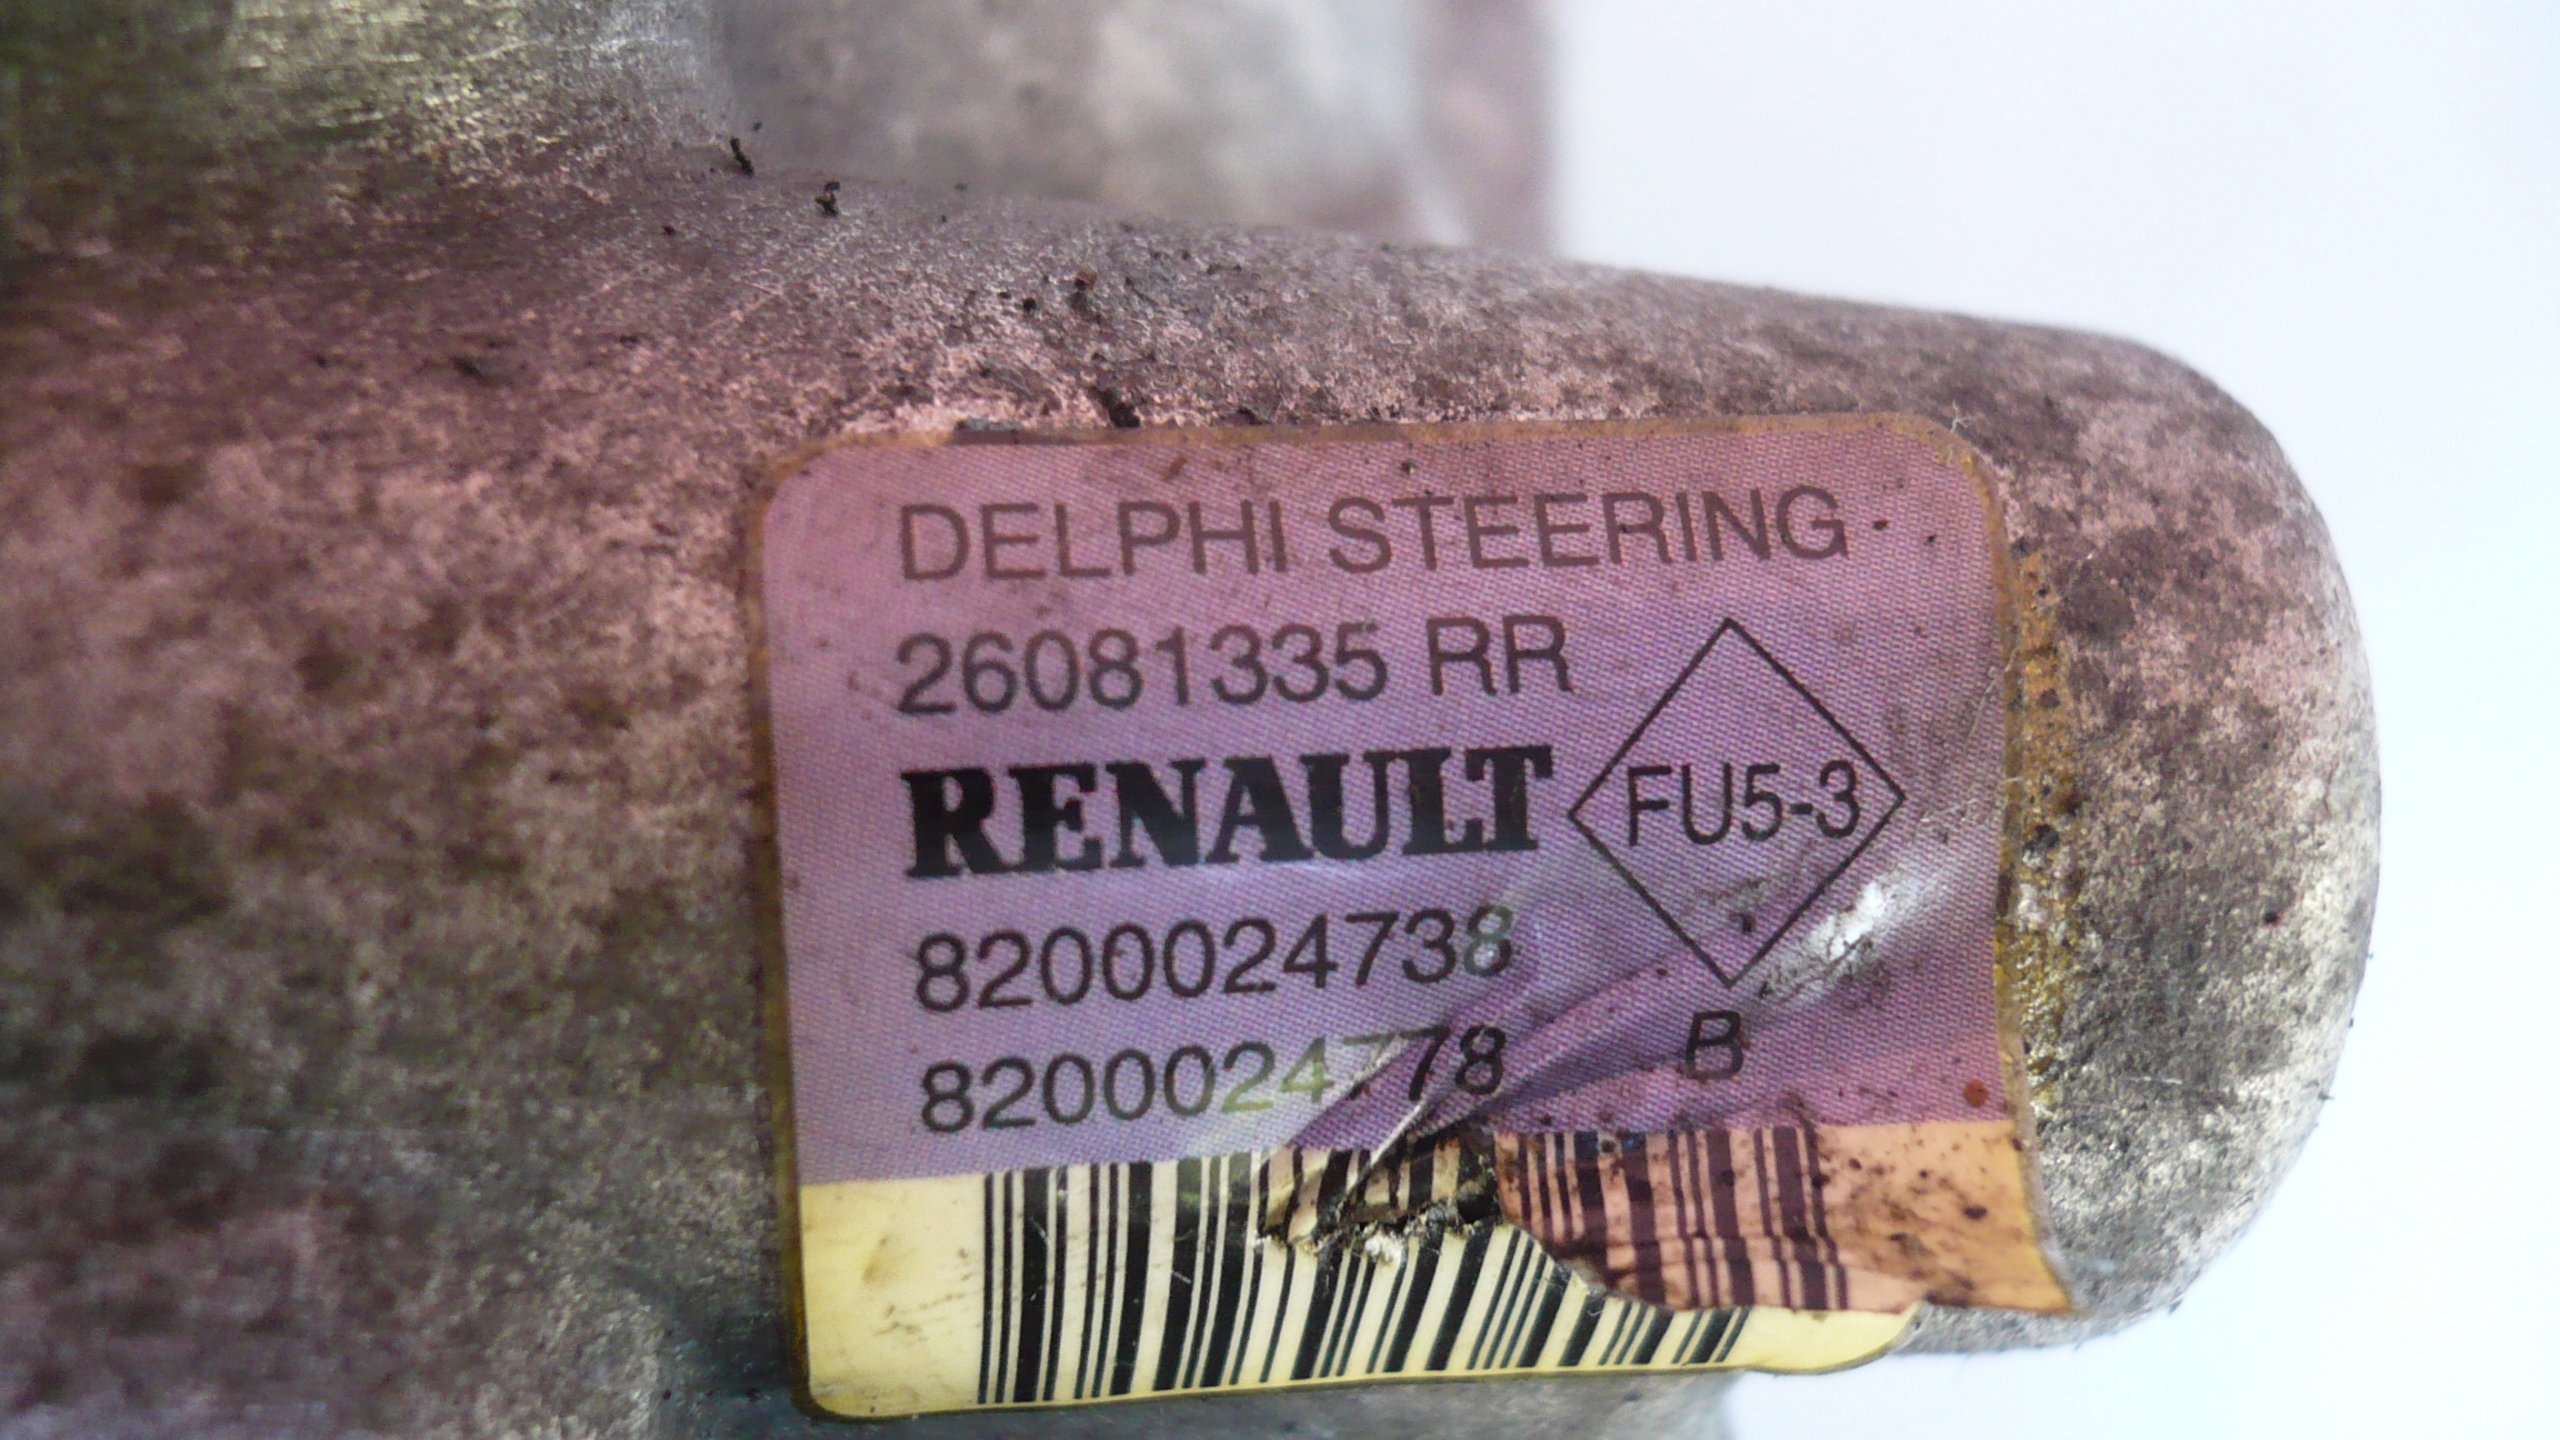 DELPHI STEERING
26081335 RR
RENAULT
FU5-3
8200024738
8200024778
B